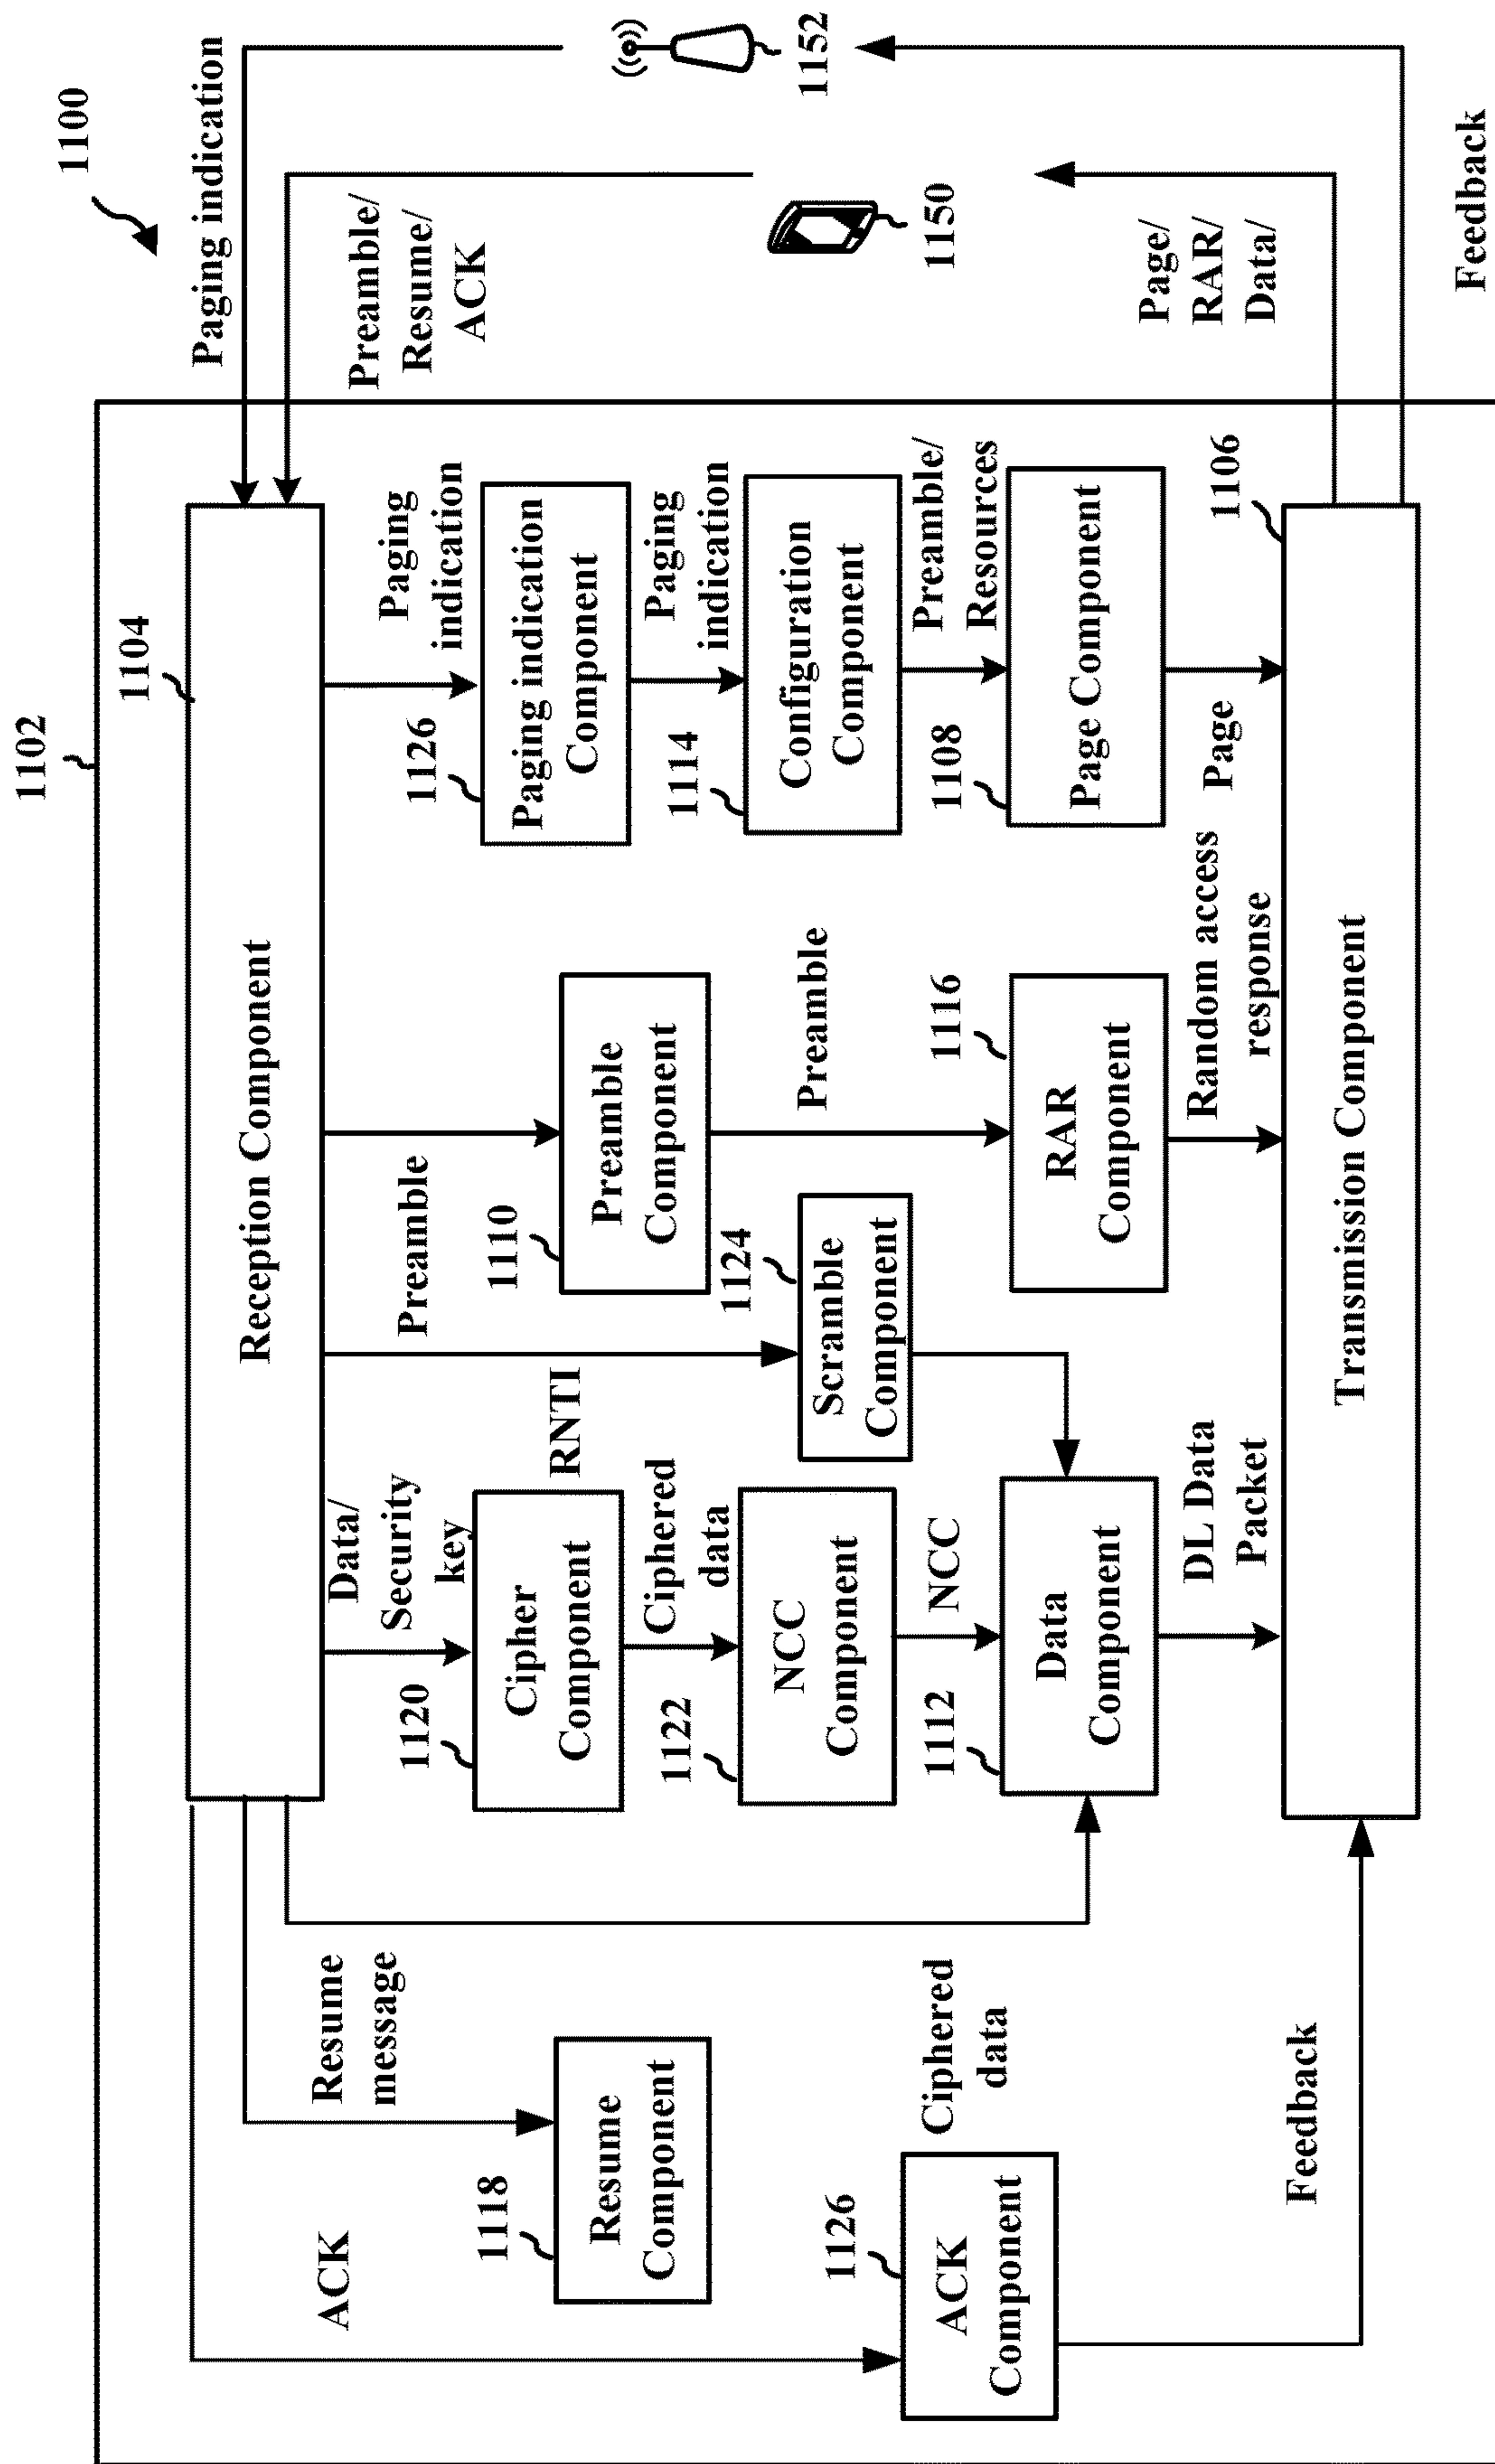 1100
1102
Paging indication
Preamble/
Resume/
ACK
1152
1150
Page/
RAR/
Data/
Feedback
1104
Reception Component
Paging
indication
1126
Paging indication
Component
Paging
indication
1114
Configuration
Component
Preamble/
Resources
1108
Page Component
Page
1106
Transmission Component
Preamble
1110
Preamble
Component
Preamble
1116
RAR
Component
Random access
response
RNTI
1124
Scramble
Component
Data/
Security
key
1120
Cipher
Component
Ciphered
data
1122
NCC
Component
NCC
1112
Data
Component
DL Data
Packet
Resume
message
1118
Resume
Component
Ciphered
data
ACK
1126
ACK
Component
Feedback